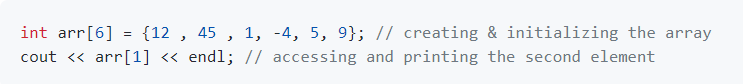 int arr[6] = {12 , 45 , 1, -4, 5, 9}; // creating & initializing the array
cout << arr[1] << endl; // accessing and printing the second element